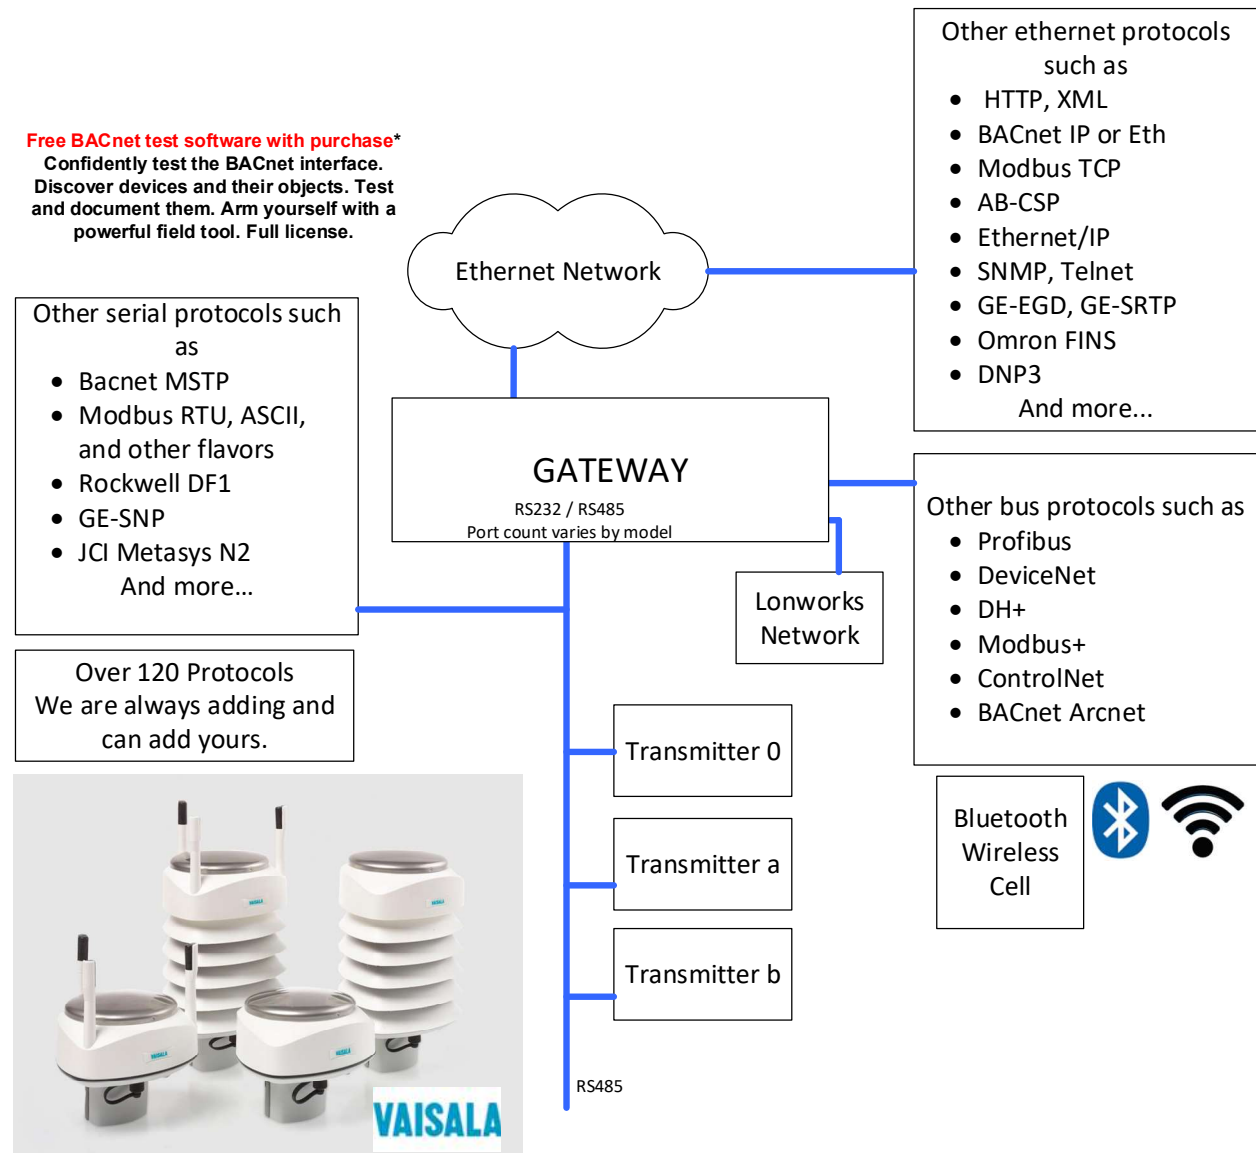 Free BACnet test software with purchase*
Confidently test the BACnet interface.
Discover devices and their objects. Test
and document them. Arm yourself with a
powerful field tool. Full license.
Other ethernet protocols
such as
• HTTP, XML
• BACnet IP or Eth
• Modbus TCP
• AB-CSP
• Ethernet/IP
• SNMP, Telnet
• GE-EGD, GE-SRTP
• Omron FINS
• DNP3
And more...
Ethernet Network
Other serial protocols such
as
• Bacnet MSTP
• Modbus RTU, ASCII,
and other flavors
• Rockwell DF1
• GE-SNP
• JCI Metasys N2
And more...
GATEWAY
RS232 / RS485
Port count varies by model
Other bus protocols such as
• Profibus
• DeviceNet
• DH+
• Modbus+
• ControlNet
• BACnet Arcnet
Lonworks
Network
Over 120 Protocols
We are always adding and
can add yours.
Transmitter 0
Transmitter a
Transmitter b
Bluetooth
Wireless
Cell
RS485
VAISALA
VAISALA
VAISALA
VAISALA
VAISALA